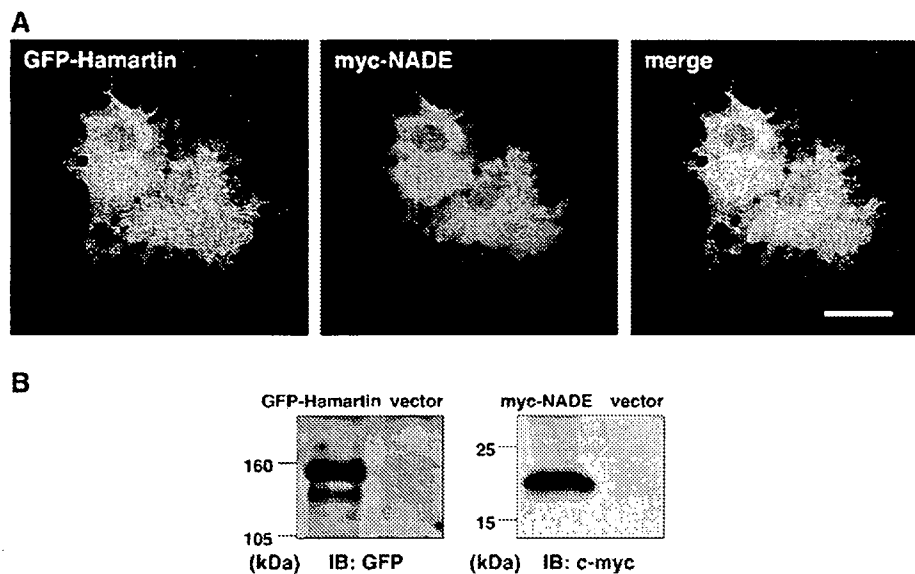 A
GFP-Hamartin
myc-NADE
merge
B
GFP-Hamartin vector
160
105
(kDa) IB: GFP
myc-NADE vector
25
15
(kDa) IB: c-myc